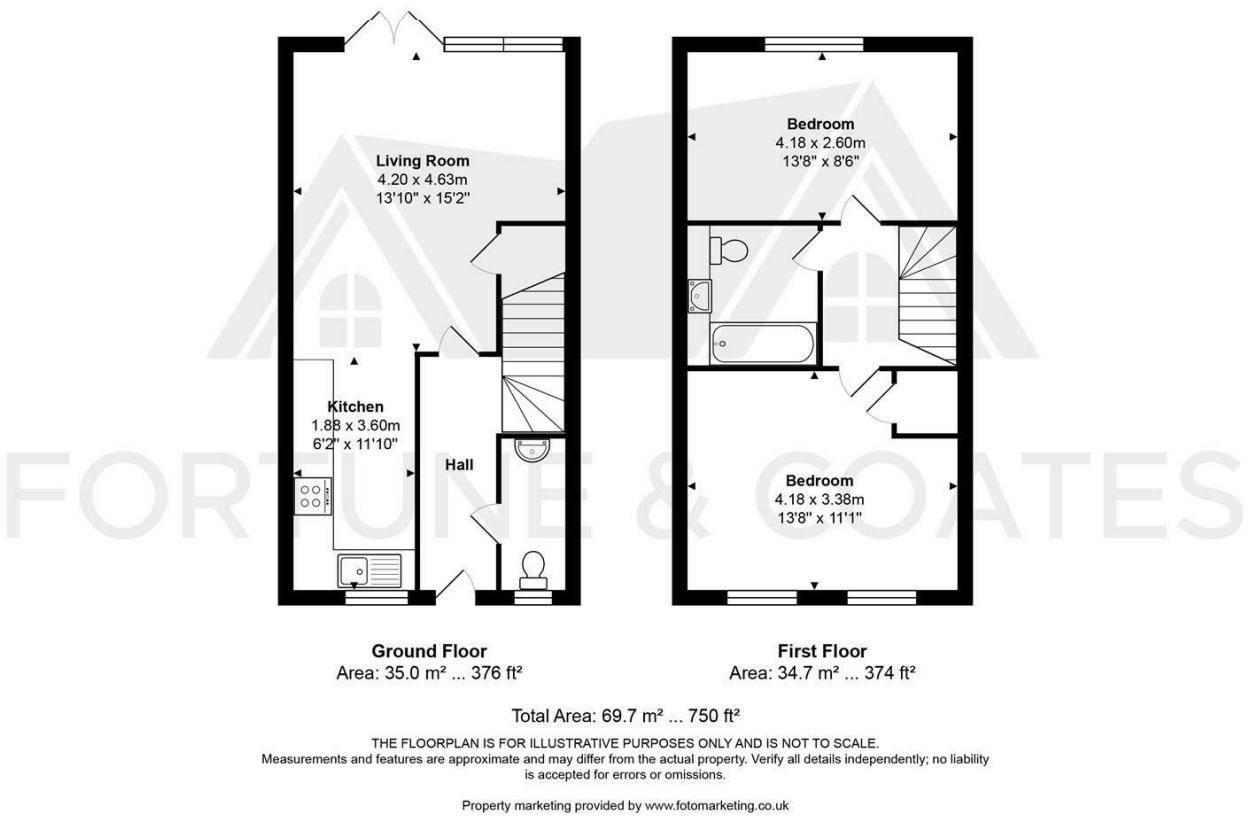 Living Room
4.20 x 4.63m
13'10" x 15'2"
Kitchen
1.88 x 3.60m
6'2" x 11'10"
Hall
Bedroom
4.18 x 2.60m
13'8" x 8'6"
Bedroom
4.18 x 3.38m
13'8" x 11'1"
FORTUNE & COATES
Ground Floor
Area: 35.0 m² ... 376 ft²
First Floor
Area: 34.7 m² ... 374 ft²
Total Area: 69.7 m² ... 750 ft²
THE FLOORPLAN IS FOR ILLUSTRATIVE PURPOSES ONLY AND IS NOT TO SCALE.
Measurements and features are approximate and may differ from the actual property. Verify all details independently; no liability
is accepted for errors or omissions.
Property marketing provided by www.fotomarketing.co.uk